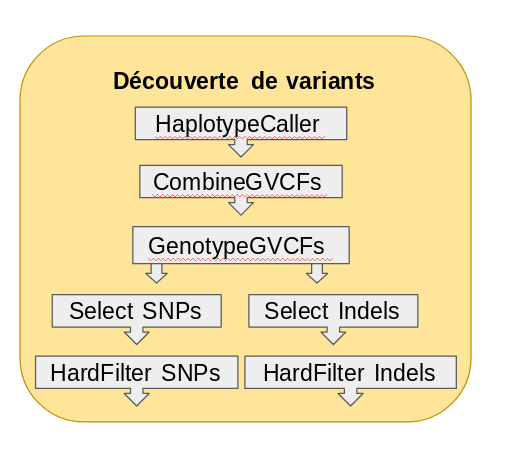 Découverte de variants
HaplotypeCaller
CombineGVCFs
GenotypeGVCFs
Select SNPs
Select Indels
HardFilter SNPs
HardFilter Indels